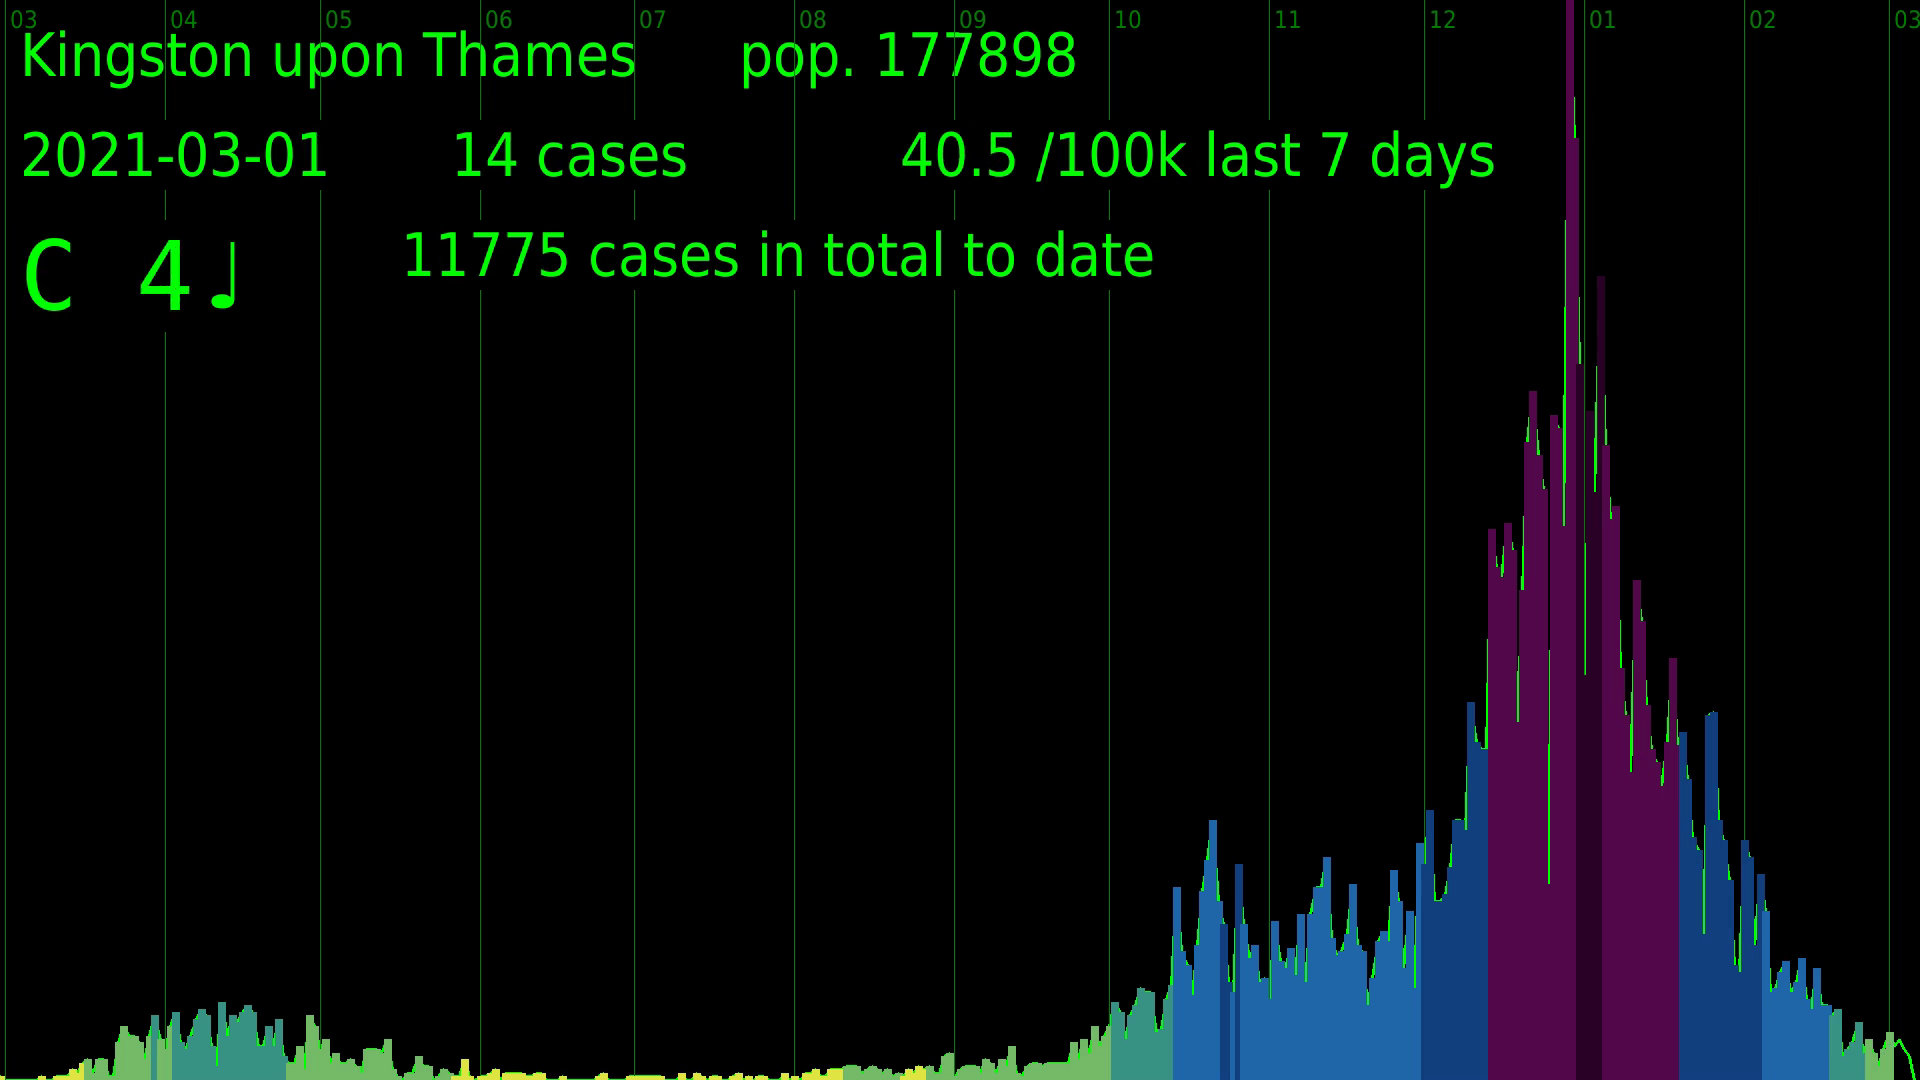 03 04 05 06 07 08 09 10 11 12 01 02 03
Kingston upon Thames pop. 177898
2021-03-01 14 cases 40.5 /100k last 7 days
C 4♩ 11775 cases in total to date